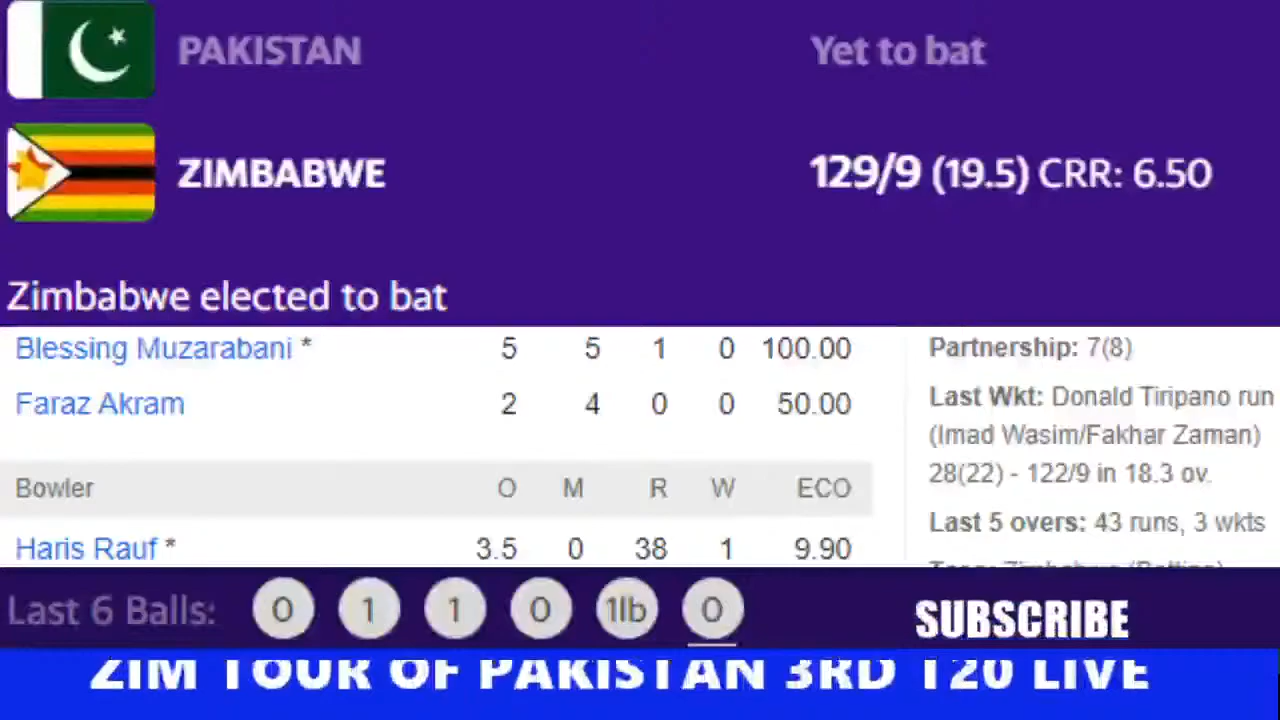 PAKISTAN Yet to bat
ZIMBABWE 129/9 (19.5) CRR: 6.50
Zimbabwe elected to bat
Blessing Muzarabani * 5 5 1 0 100.00
Faraz Akram 2 4 0 0 50.00
Bowler O M R W ECO
Haris Rauf * 3.5 0 38 1 9.90
Partnership: 7(8)
Last Wkt: Donald Tiripano run
(Imad Wasim/Fakhar Zaman)
28(22) - 122/9 in 18.3 ov.
Last 5 overs: 43 runs, 3 wkts
Last 6 Balls: 0 1 1 0 1lb 0
SUBSCRIBE
ZIM TOUR OF PAKISTAN 3RD T20 LIVE